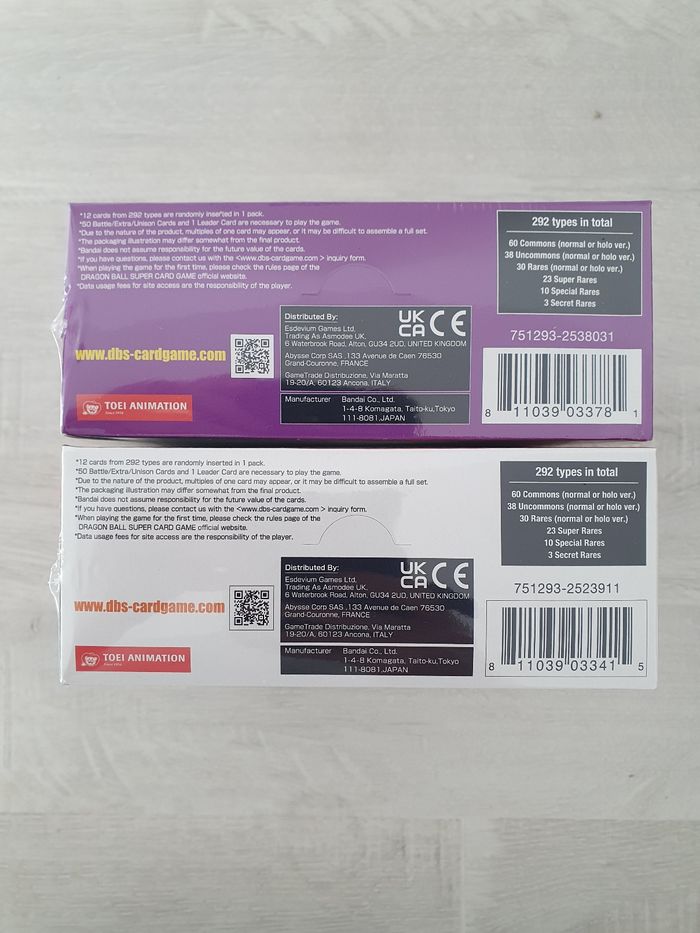 *12 cards from 292 types are randomly inserted in 1 pack.
*50 Battle/Extra/Unison Cards and 1 Leader Card are necessary to play the game.
*Due to the nature of the product, multiples of one card may appear, or it may be difficult to assemble a full set.
*The packaging illustration may differ somewhat from the final product.
*Bandai does not assume responsibility for the future value of the cards.
*If you have questions, please contact us with the <www.dbs-cardgame.com> inquiry form.
*When playing the game for the first time, please check the rules page of the
DRAGON BALL SUPER CARD GAME official website.
*Data usage fees for site access are the responsibility of the player.
www.dbs-cardgame.com
TOEI ANIMATION
Since 1956
Distributed By:
UK
CA CE
Esdevium Games Ltd,
Trading As Asmodee UK,
6 Waterbrook Road, Alton, GU34 2UD, UNITED KINGDOM
Abysse Corp SAS ,133 Avenue de Caen 76530
Grand-Couronne, FRANCE
GameTrade Distribuzione, Via Maratta
19-20/A, 60123 Ancona, ITALY
Manufacturer
Bandai Co., Ltd.
1-4-8 Komagata, Taito-ku,Tokyo
111-8081,JAPAN
292 types in total
60 Commons (normal or holo ver.)
38 Uncommons (normal or holo ver.)
30 Rares (normal or holo ver.)
23 Super Rares
10 Special Rares
3 Secret Rares
751293-2538031
8 11039 03378 1
*12 cards from 292 types are randomly inserted in 1 pack.
*50 Battle/Extra/Unison Cards and 1 Leader Card are necessary to play the game.
*Due to the nature of the product, multiples of one card may appear, or it may be difficult to assemble a full set.
*The packaging illustration may differ somewhat from the final product.
*Bandai does not assume responsibility for the future value of the cards.
*If you have questions, please contact us with the <www.dbs-cardgame.com > inquiry form.
*When playing the game for the first time, please check the rules page of the
DRAGON BALL SUPER CARD GAME official website.
*Data usage fees for site access are the responsibility of the player.
www.dbs-cardgame.com
TOEI ANIMATION
Since 1956
Distributed By:
UK
CA CE
Esdevium Games Ltd,
Trading As Asmodee UK,
6 Waterbrook Road, Alton, GU34 2UD, UNITED KINGDOM
Abysse Corp SAS ,133 Avenue de Caen 76530
Grand-Couronne, FRANCE
GameTrade Distribuzione, Via Maratta
19-20/A, 60123 Ancona, ITALY
Manufacturer
Bandai Co., Ltd.
1-4-8 Komagata, Taito-ku,Tokyo
111-8081,JAPAN
292 types in total
60 Commons (normal or holo ver.)
38 Uncommons (normal or holo ver.)
30 Rares (normal or holo ver.)
23 Super Rares
10 Special Rares
3 Secret Rares
751293-2523911
8 11039 03341 5